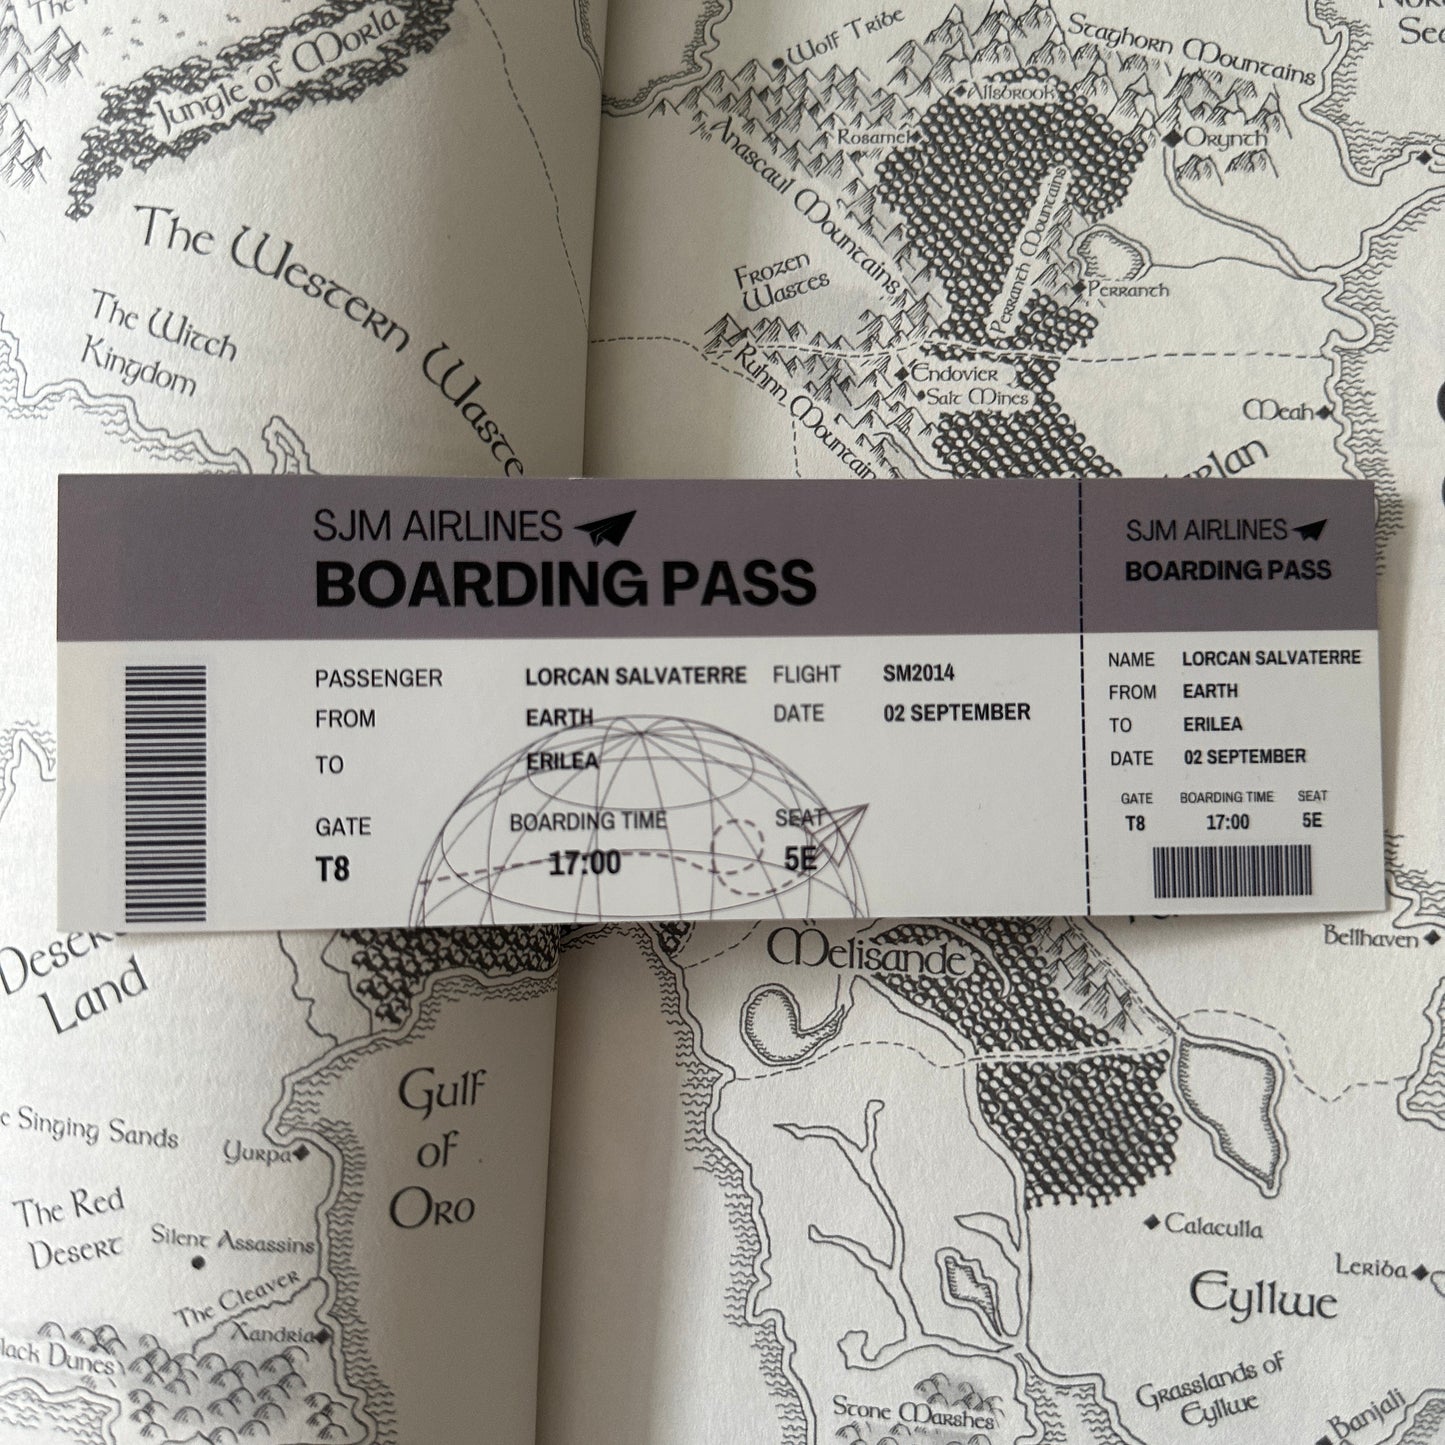 Jungle of Morla
The Western Waste
The Witch
Kingdom
Wolf Tribe
Staghorn Mountains
Allsbrook
Rosamel
Orynth
Anascaul Mountains
Perranth Mountains
Frozen
Wastes
Perranth
Endovier
Salt Mines
Ruhnn Mountain
Meah
SJM AIRLINES
BOARDING PASS
PASSENGER LORCAN SALVATERRE FLIGHT SM2014
FROM EARTH DATE 02 SEPTEMBER
TO ERILEA
GATE BOARDING TIME SEAT
T8 17:00 5E
SJM AIRLINES
BOARDING PASS
NAME LORCAN SALVATERRE
FROM EARTH
TO ERILEA
DATE 02 SEPTEMBER
GATE BOARDING TIME SEAT
T8 17:00 5E
Land
Melisande
Bellhaven
Gulf
of
Oro
Singing Sands
Yurpa
The Red
Desert
Silent Assassins
The Cleaver
Xandria
Dunes
Calaculla
Leriba
Eyllwe
Grasslands of
Eyllwe
Banjali
Stone Marshes